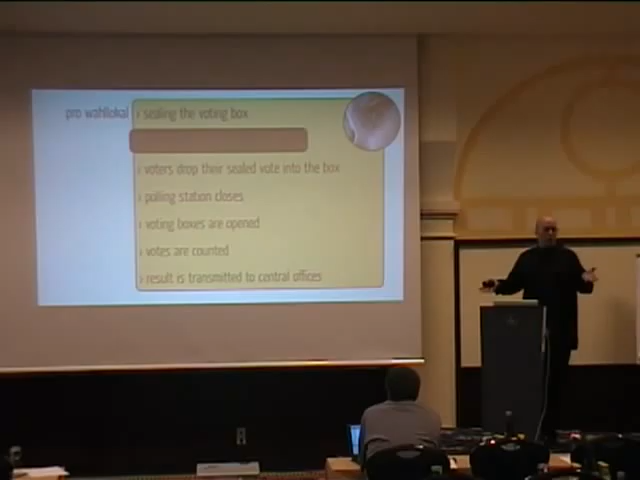 pro wahllokal
› sealing the voting box
› voters drop their sealed vote into the box
› polling station closes
› voting boxes are opened
› votes are counted
› result is transmitted to central offices